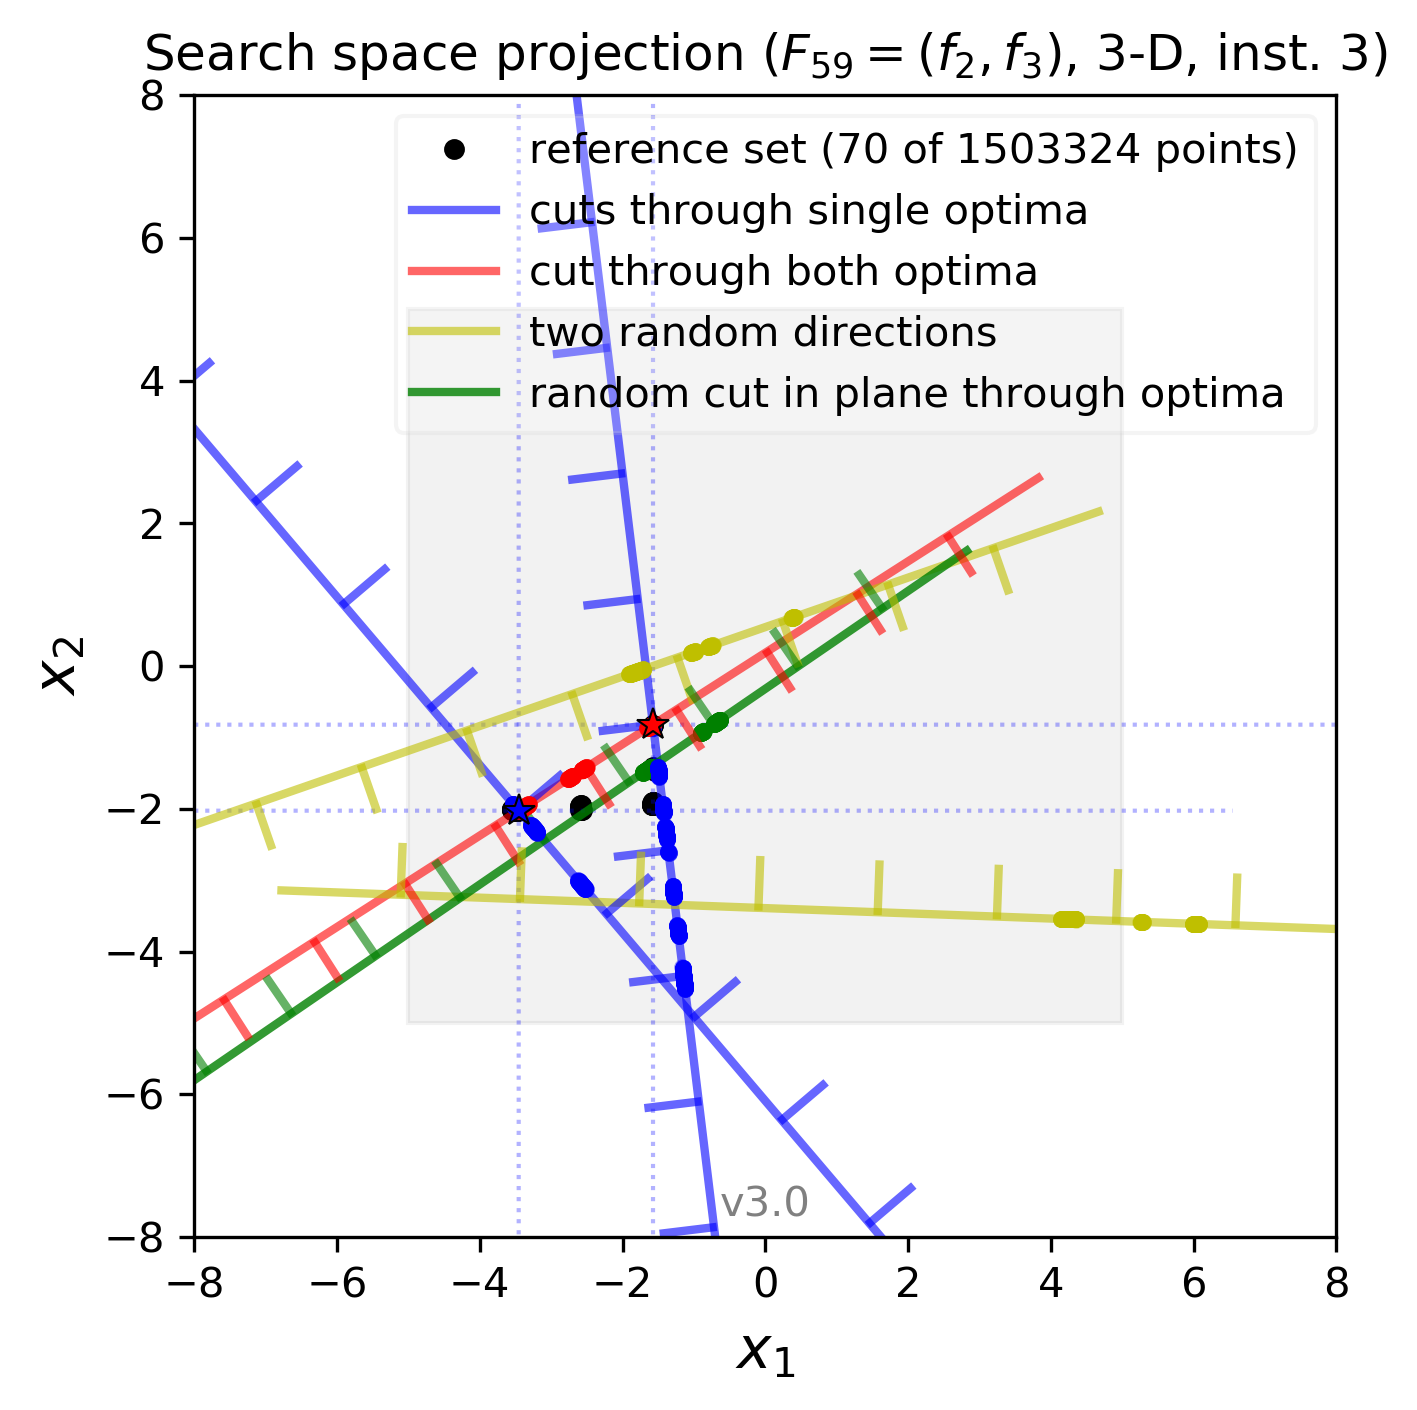 Search space projection (F₅₉ = (f₂, f₃), 3-D, inst. 3)
reference set (70 of 1503324 points)
cuts through single optima
cut through both optima
two random directions
random cut in plane through optima
8
6
4
2
0
−2
−4
−6
−8
x₂
v3.0
−8 −6 −4 −2 0 2 4 6 8
x₁